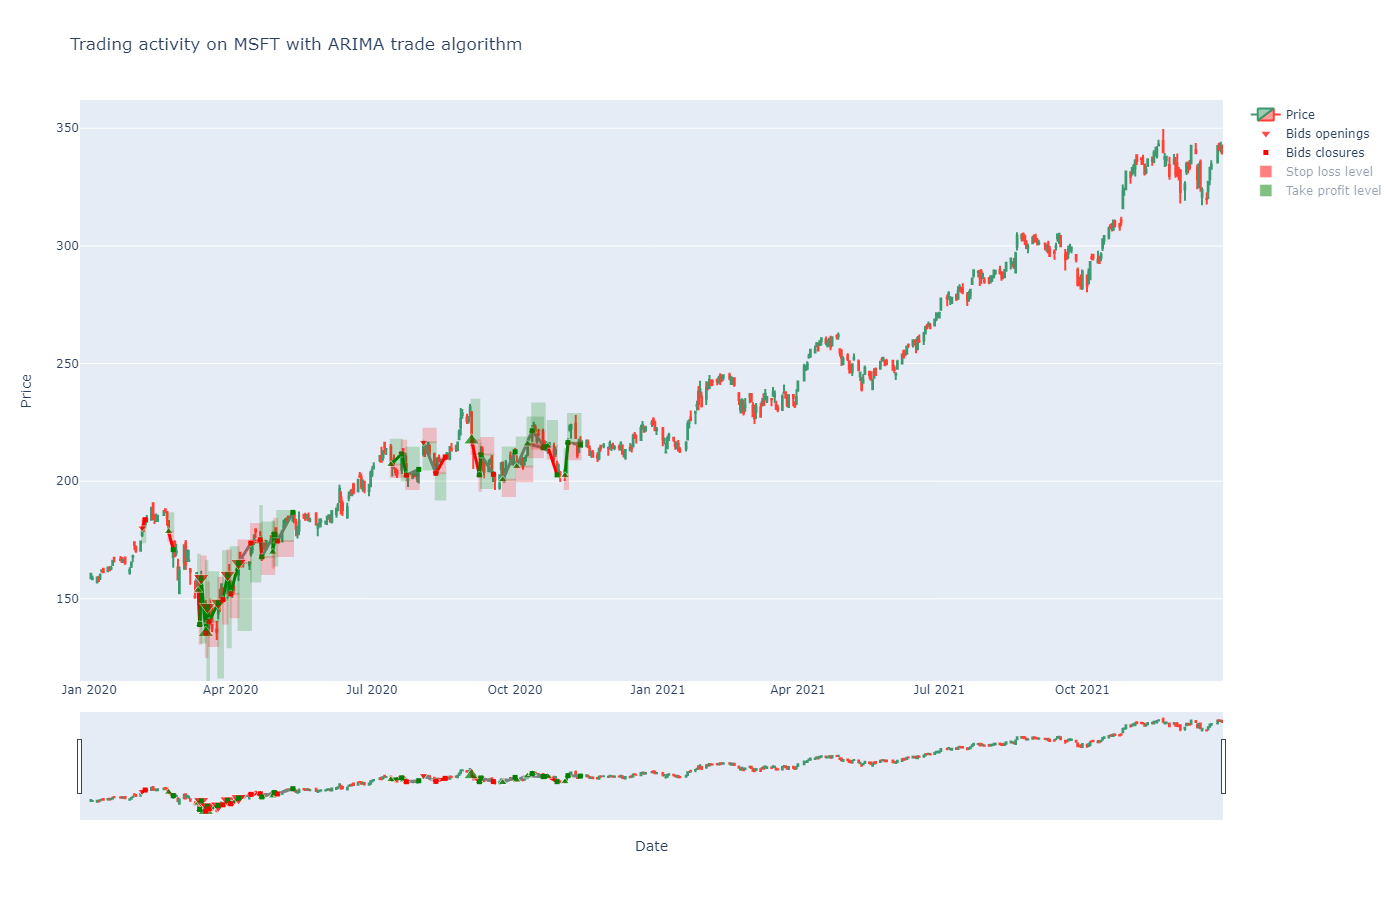 Trading activity on MSFT with ARIMA trade algorithm
Price
Bids openings
Bids closures
Stop loss level
Take profit level
350
300
250
200
150
Price
Jan 2020
Apr 2020
Jul 2020
Oct 2020
Jan 2021
Apr 2021
Jul 2021
Oct 2021
Date